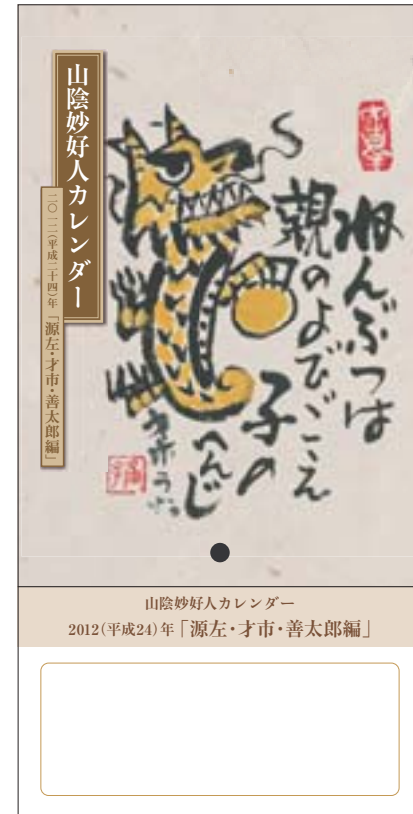 山陰妙好人カレンダー
二〇一二(平成二十四)年「源左・才市・善太郎編」
ねんぶつは
親のよびごえ
子の
へんじ
山陰妙好人カレンダー
2012(平成24)年「源左・才市・善太郎編」